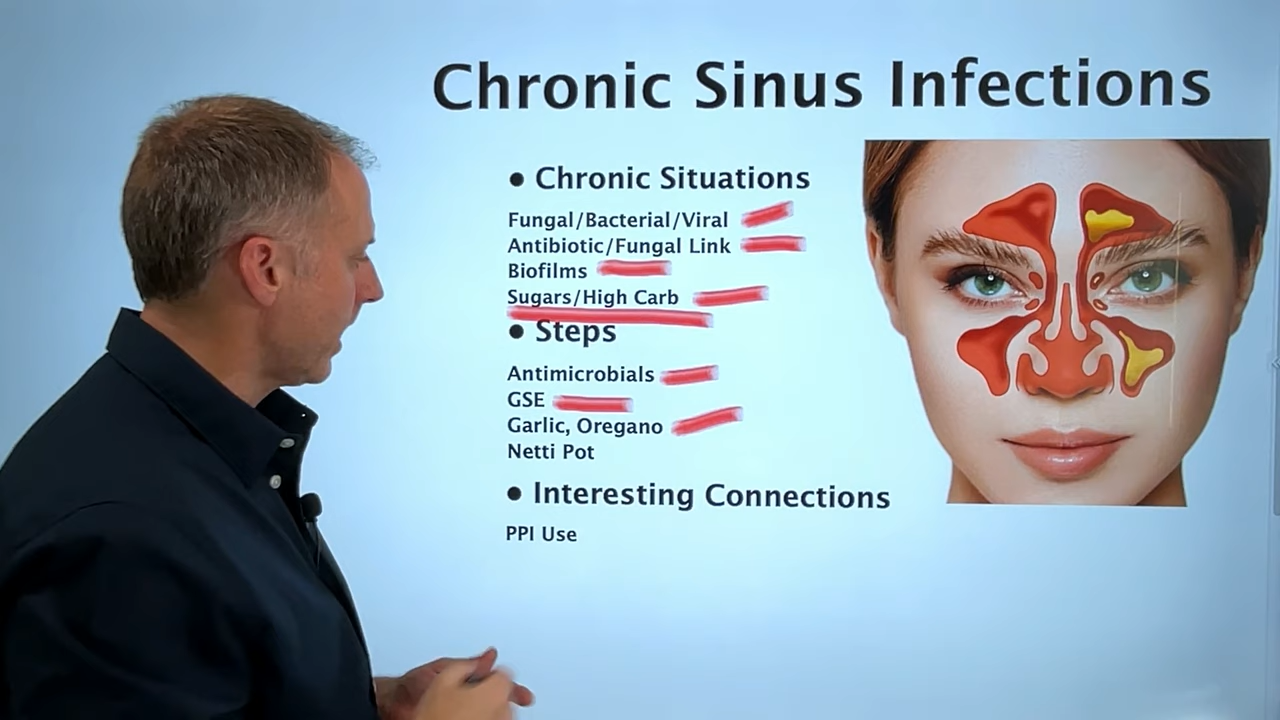 Chronic Sinus Infections
• Chronic Situations
Fungal/Bacterial/Viral
Antibiotic/Fungal Link
Biofilms
Sugars/High Carb
• Steps
Antimicrobials
GSE
Garlic, Oregano
Netti Pot
• Interesting Connections
PPI Use